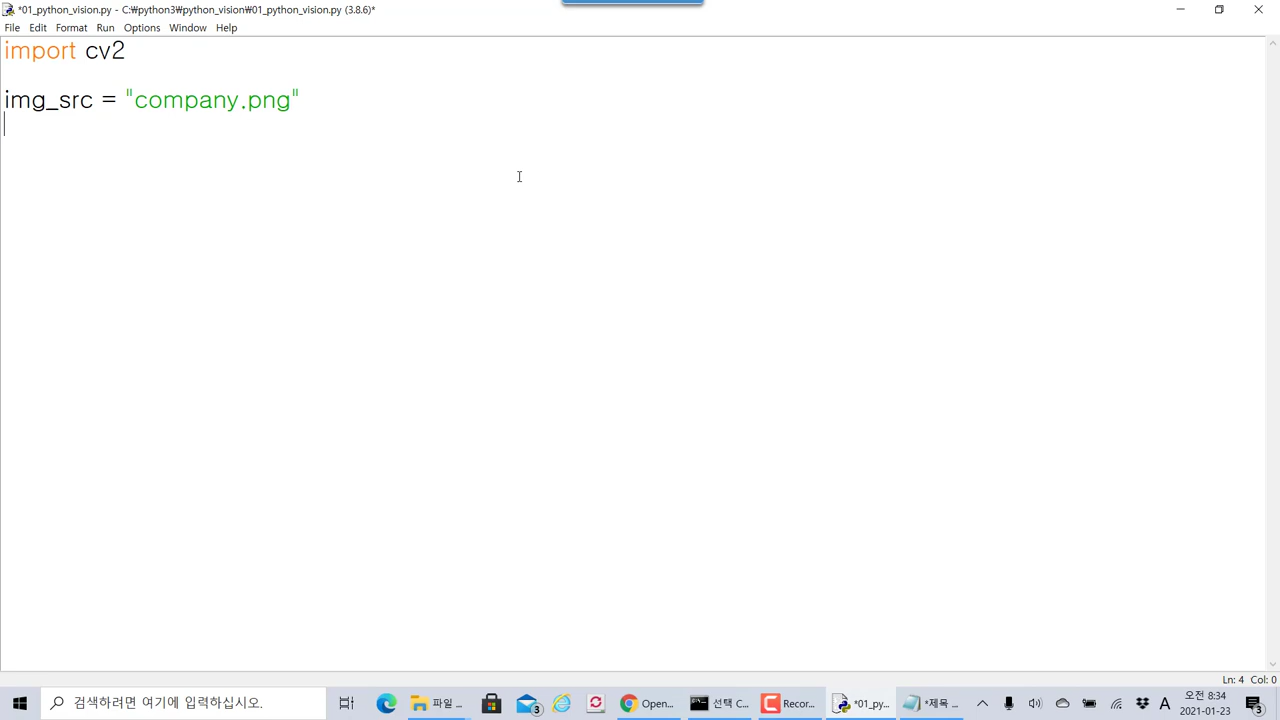 *01_python_vision.py - C:₩python3₩python_vision₩01_python_vision.py (3.8.6)*
File Edit Format Run Options Window Help
import cv2
img_src = "company.png"
Ln: 4 Col: 0
검색하려면 여기에 입력하십시오.
파일 ...
3
Open...
선택 C...
Recor...
*01_py...
*제목 ...
A
오전 8:34
2021-01-23
3